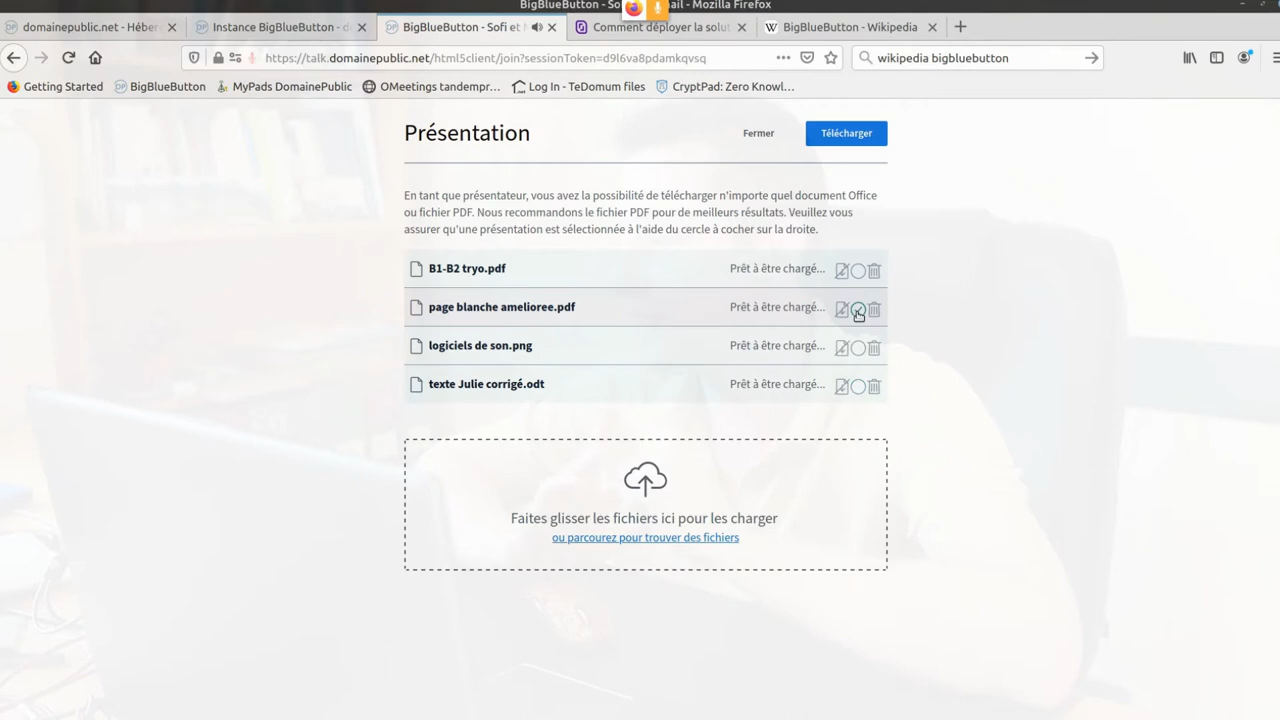 BigBlueButton - So
ail - Mozilla Firefox
domainepublic.net - Héber
Instance BigBlueButton - d
BigBlueButton - Sofi et M
Comment déployer la solut
BigBlueButton - Wikipedia
https://talk.domainepublic.net/html5client/join?sessionToken=d9l6va8pdamkqvsq
wikipedia bigbluebutton
Getting Started
BigBlueButton
MyPads DomainePublic
OMeetings tandempr...
Log In - TeDomum files
CryptPad: Zero Knowl...
Présentation
Fermer
Télécharger
En tant que présentateur, vous avez la possibilité de télécharger n'importe quel document Office
ou fichier PDF. Nous recommandons le fichier PDF pour de meilleurs résultats. Veuillez vous
assurer qu'une présentation est sélectionnée à l'aide du cercle à cocher sur la droite.
B1-B2 tryo.pdf Prêt à être chargé...
page blanche amelioree.pdf Prêt à être chargé...
logiciels de son.png Prêt à être chargé...
texte Julie corrigé.odt Prêt à être chargé...
Faites glisser les fichiers ici pour les charger
ou parcourez pour trouver des fichiers